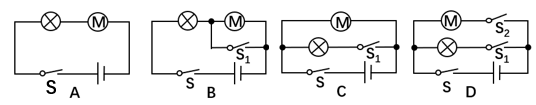 M M M M
S₂
S₁ S₁ S₁
S S S S
A B C D